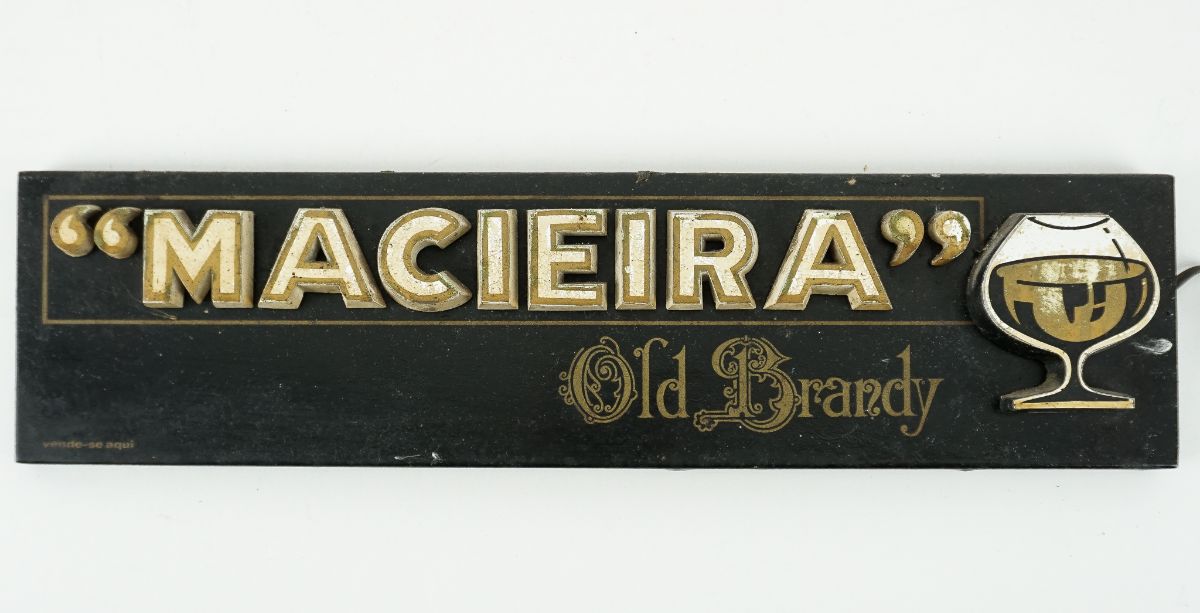 “MACIEIRA”
Old Brandy
vende-se aqui